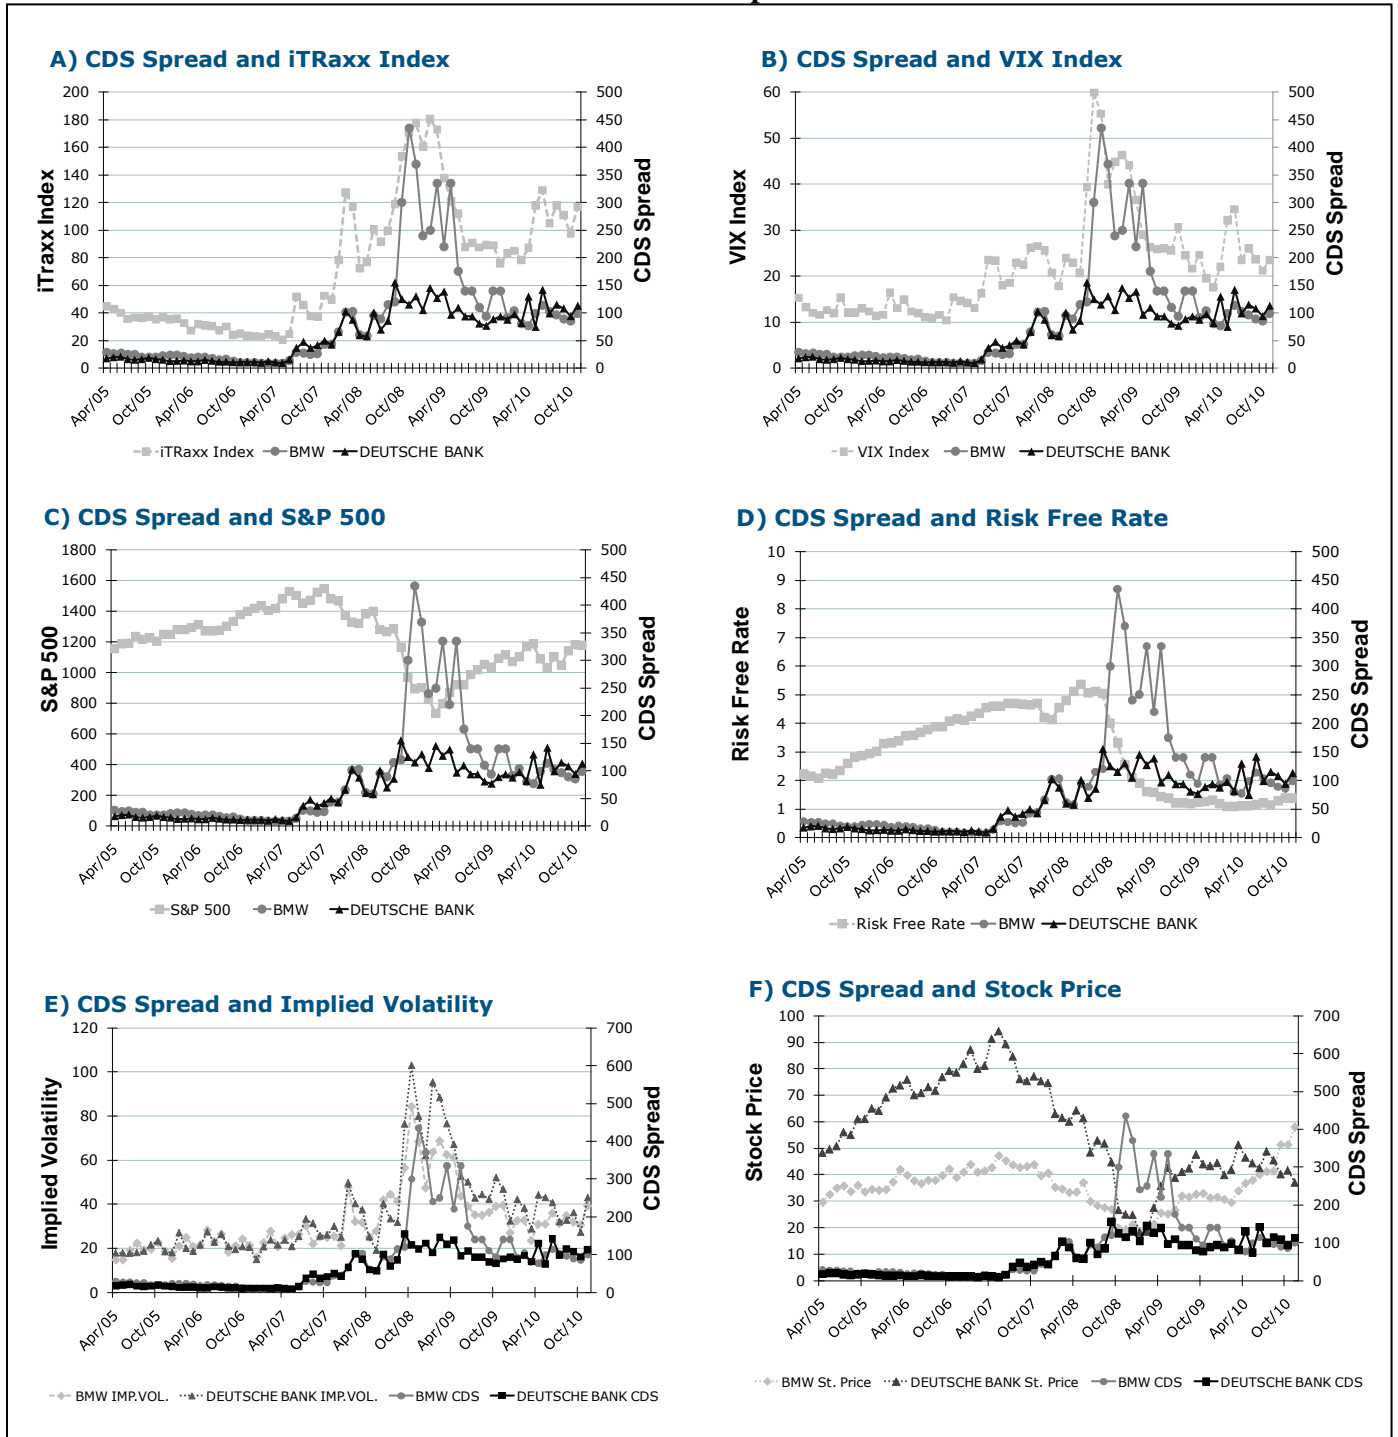 A) CDS Spread and iTRaxx Index
200
180
160
140
120
100
80
60
40
20
0
500
450
400
350
300
250
200
150
100
50
0
iTraxx Index
CDS Spread
Apr/05
Oct/05
Apr/06
Oct/06
Apr/07
Oct/07
Apr/08
Oct/08
Apr/09
Oct/09
Apr/10
Oct/10
iTRaxx Index BMW DEUTSCHE BANK
B) CDS Spread and VIX Index
60
50
40
30
20
10
0
500
450
400
350
300
250
200
150
100
50
0
VIX Index
CDS Spread
Apr/05
Oct/05
Apr/06
Oct/06
Apr/07
Oct/07
Apr/08
Oct/08
Apr/09
Oct/09
Apr/10
Oct/10
VIX Index BMW DEUTSCHE BANK
C) CDS Spread and S&P 500
1800
1600
1400
1200
1000
800
600
400
200
0
500
450
400
350
300
250
200
150
100
50
0
S&P 500
CDS Spread
Apr/05
Oct/05
Apr/06
Oct/06
Apr/07
Oct/07
Apr/08
Oct/08
Apr/09
Oct/09
Apr/10
Oct/10
S&P 500 BMW DEUTSCHE BANK
D) CDS Spread and Risk Free Rate
10
9
8
7
6
5
4
3
2
1
0
500
450
400
350
300
250
200
150
100
50
0
Risk Free Rate
CDS Spread
Apr/05
Oct/05
Apr/06
Oct/06
Apr/07
Oct/07
Apr/08
Oct/08
Apr/09
Oct/09
Apr/10
Oct/10
Risk Free Rate BMW DEUTSCHE BANK
E) CDS Spread and Implied Volatility
120
100
80
60
40
20
0
700
600
500
400
300
200
100
0
Implied Volatility
CDS Spread
Apr/05
Oct/05
Apr/06
Oct/06
Apr/07
Oct/07
Apr/08
Oct/08
Apr/09
Oct/09
Apr/10
Oct/10
BMW IMP.VOL. DEUTSCHE BANK IMP.VOL. BMW CDS DEUTSCHE BANK CDS
F) CDS Spread and Stock Price
100
90
80
70
60
50
40
30
20
10
0
700
600
500
400
300
200
100
0
Stock Price
CDS Spread
Apr/05
Oct/05
Apr/06
Oct/06
Apr/07
Oct/07
Apr/08
Oct/08
Apr/09
Oct/09
Apr/10
Oct/10
BMW St. Price DEUTSCHE BANK St. Price BMW CDS DEUTSCHE BANK CDS